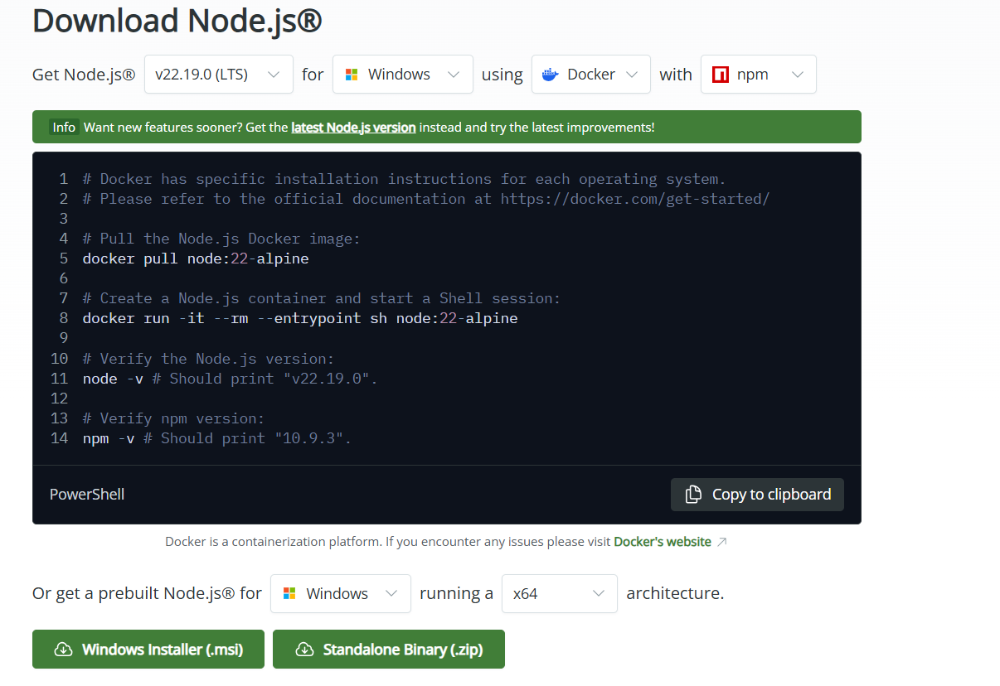 Download Node.js®
Get Node.js® v22.19.0 (LTS) for Windows using Docker with npm
Info Want new features sooner? Get the latest Node.js version instead and try the latest improvements!
1 # Docker has specific installation instructions for each operating system.
2 # Please refer to the official documentation at https://docker.com/get-started/
3
4 # Pull the Node.js Docker image:
5 docker pull node:22-alpine
6
7 # Create a Node.js container and start a Shell session:
8 docker run -it --rm --entrypoint sh node:22-alpine
9
10 # Verify the Node.js version:
11 node -v # Should print "v22.19.0".
12
13 # Verify npm version:
14 npm -v # Should print "10.9.3".
PowerShell Copy to clipboard
Docker is a containerization platform. If you encounter any issues please visit Docker's website
Or get a prebuilt Node.js® for Windows running a x64 architecture.
Windows Installer (.msi) Standalone Binary (.zip)